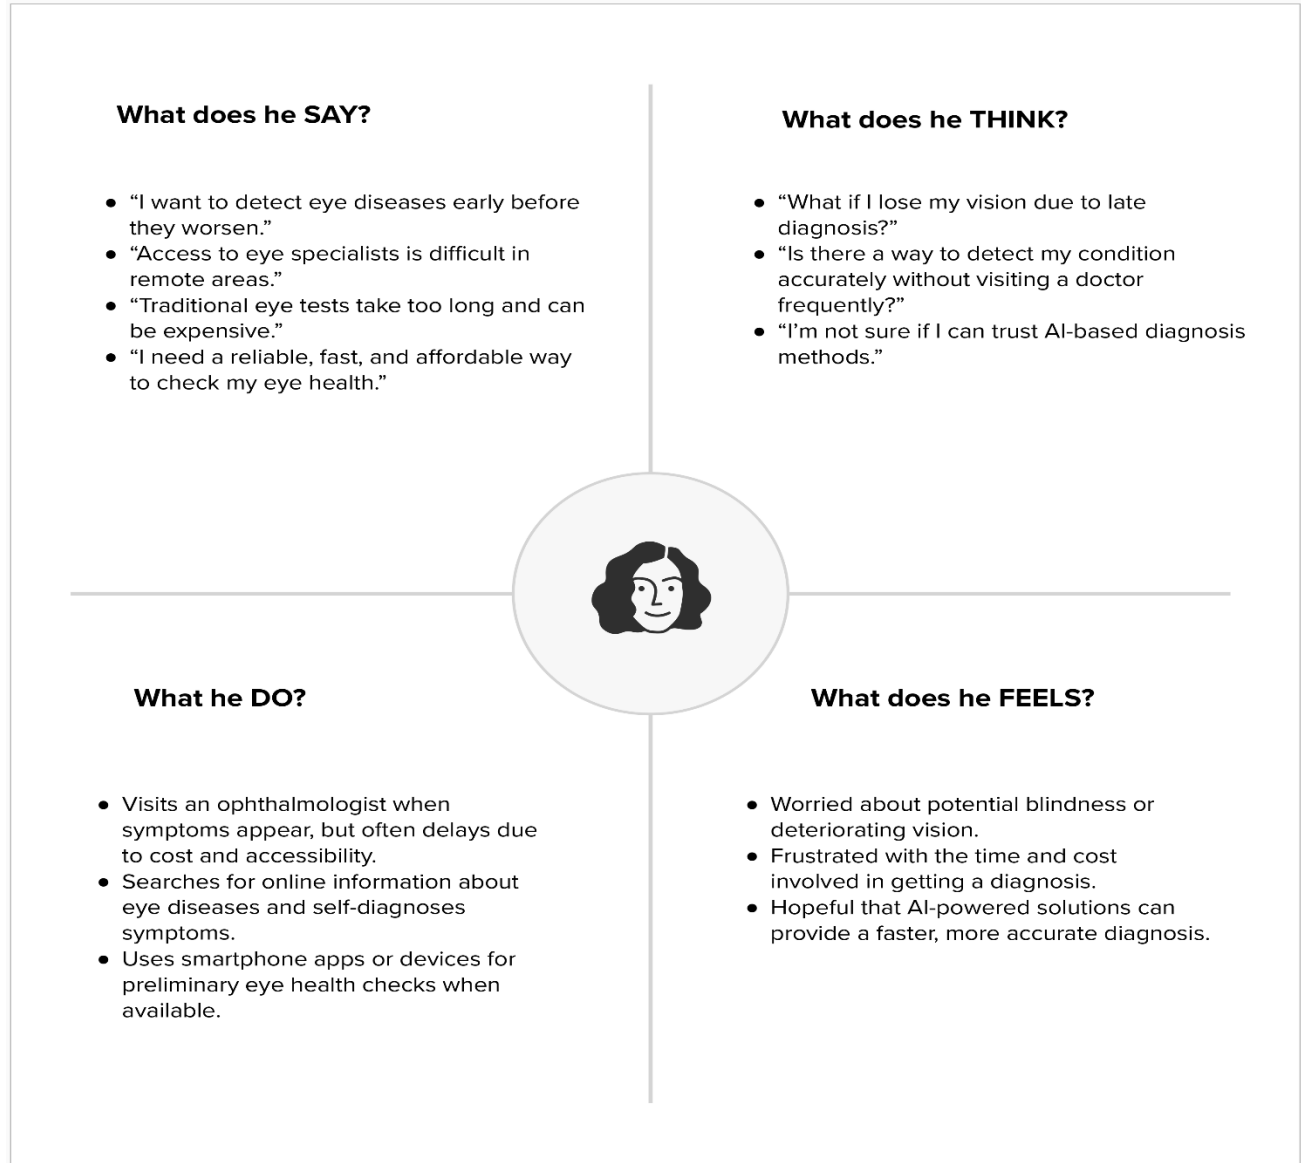 What does he SAY?
● “I want to detect eye diseases early before
they worsen.”
● “Access to eye specialists is difficult in
remote areas.”
● “Traditional eye tests take too long and can
be expensive.”
● “I need a reliable, fast, and affordable way
to check my eye health.”
What does he THINK?
● “What if I lose my vision due to late
diagnosis?”
● “Is there a way to detect my condition
accurately without visiting a doctor
frequently?”
● “I’m not sure if I can trust AI-based diagnosis
methods.”
What he DO?
● Visits an ophthalmologist when
symptoms appear, but often delays due
to cost and accessibility.
● Searches for online information about
eye diseases and self-diagnoses
symptoms.
● Uses smartphone apps or devices for
preliminary eye health checks when
available.
What does he FEELS?
● Worried about potential blindness or
deteriorating vision.
● Frustrated with the time and cost
involved in getting a diagnosis.
● Hopeful that AI-powered solutions can
provide a faster, more accurate diagnosis.